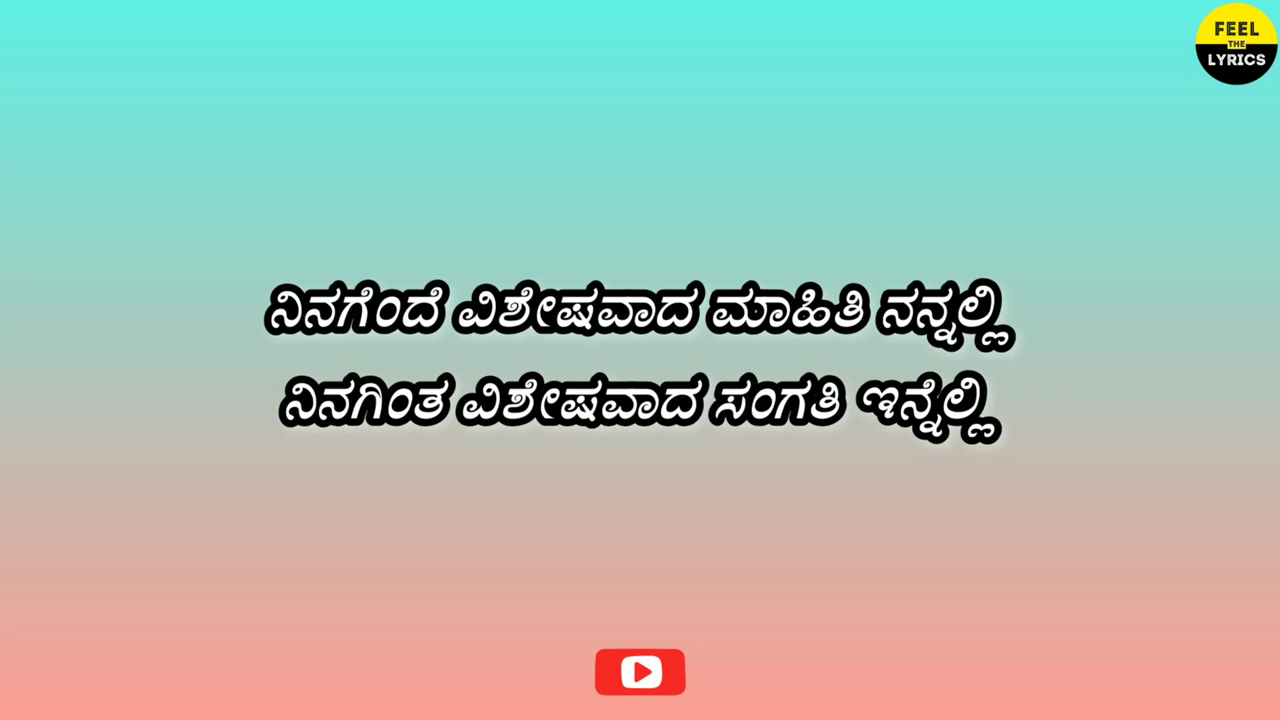 FEEL
THE
LYRICS
ನಿನಗೆಂದೆ ವಿಶೇಷವಾದ ಮಾಹಿತಿ ನನ್ನಲ್ಲಿ
ನಿನಗಿಂತ ವಿಶೇಷವಾದ ಸಂಗತಿ ಇನ್ನೆಲ್ಲಿ